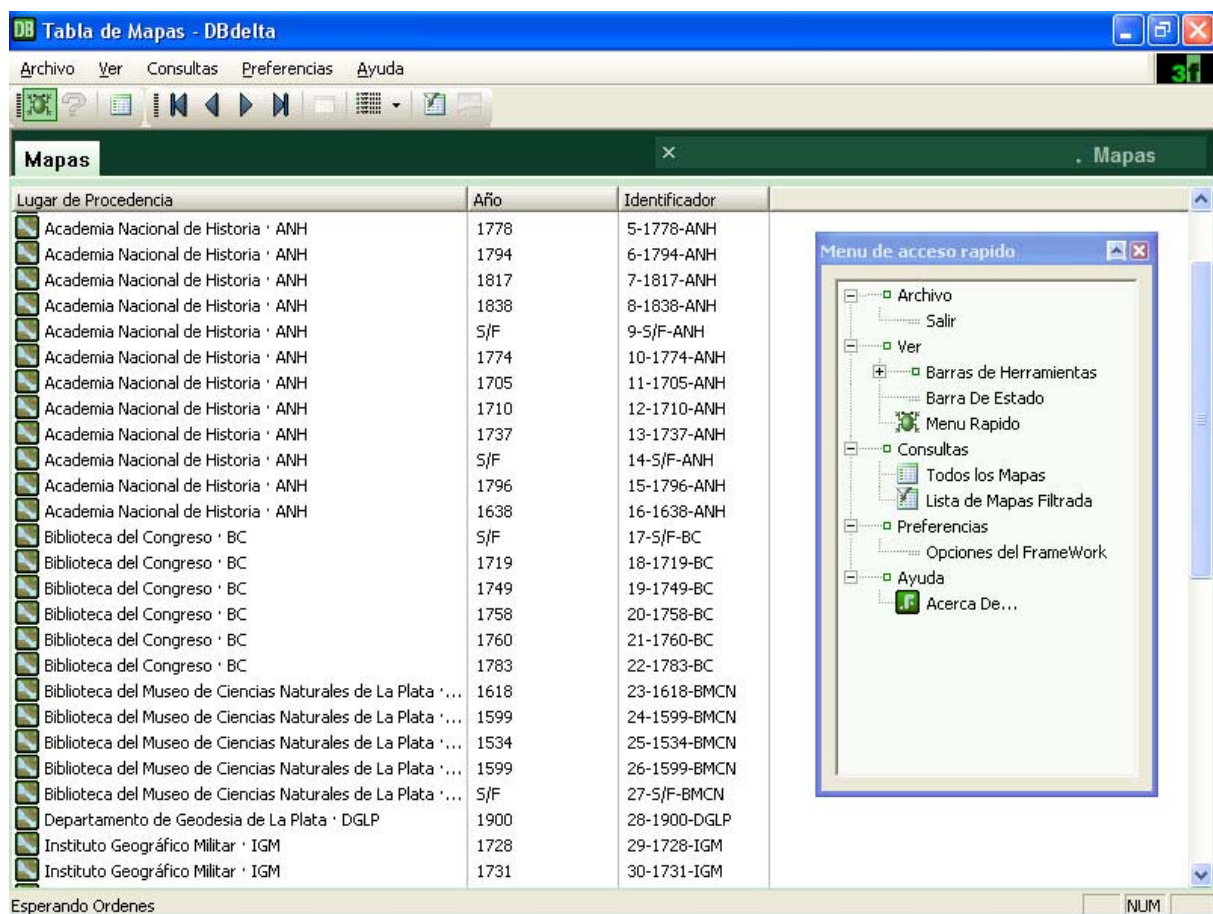 DB Tabla de Mapas - DBdelta
Archivo Ver Consultas Preferencias Ayuda
3f
Mapas
. Mapas
Lugar de Procedencia Año Identificador
Academia Nacional de Historia · ANH 1778 5-1778-ANH
Academia Nacional de Historia · ANH 1794 6-1794-ANH
Academia Nacional de Historia · ANH 1817 7-1817-ANH
Academia Nacional de Historia · ANH 1838 8-1838-ANH
Academia Nacional de Historia · ANH S/F 9-S/F-ANH
Academia Nacional de Historia · ANH 1774 10-1774-ANH
Academia Nacional de Historia · ANH 1705 11-1705-ANH
Academia Nacional de Historia · ANH 1710 12-1710-ANH
Academia Nacional de Historia · ANH 1737 13-1737-ANH
Academia Nacional de Historia · ANH S/F 14-S/F-ANH
Academia Nacional de Historia · ANH 1796 15-1796-ANH
Academia Nacional de Historia · ANH 1638 16-1638-ANH
Biblioteca del Congreso · BC S/F 17-S/F-BC
Biblioteca del Congreso · BC 1719 18-1719-BC
Biblioteca del Congreso · BC 1749 19-1749-BC
Biblioteca del Congreso · BC 1758 20-1758-BC
Biblioteca del Congreso · BC 1760 21-1760-BC
Biblioteca del Congreso · BC 1783 22-1783-BC
Biblioteca del Museo de Ciencias Naturales de La Plata ·... 1618 23-1618-BMCN
Biblioteca del Museo de Ciencias Naturales de La Plata ·... 1599 24-1599-BMCN
Biblioteca del Museo de Ciencias Naturales de La Plata ·... 1534 25-1534-BMCN
Biblioteca del Museo de Ciencias Naturales de La Plata ·... 1599 26-1599-BMCN
Biblioteca del Museo de Ciencias Naturales de La Plata ·... S/F 27-S/F-BMCN
Departamento de Geodesia de La Plata · DGLP 1900 28-1900-DGLP
Instituto Geográfico Militar · IGM 1728 29-1728-IGM
Instituto Geográfico Militar · IGM 1731 30-1731-IGM
Menu de acceso rapido
Archivo
Salir
Ver
Barras de Herramientas
Barra De Estado
Menu Rapido
Consultas
Todos los Mapas
Lista de Mapas Filtrada
Preferencias
Opciones del FrameWork
Ayuda
Acerca De...
Esperando Ordenes NUM